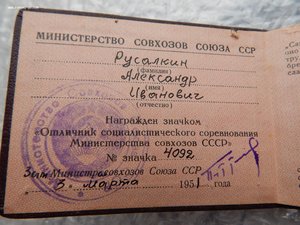 МИНИСТЕРСТВО СОВХОЗОВ СОЮЗА ССР
Русалкин
(фамилия)
Александр
(имя)
Иванович
(отчество)
Награжден значком
«Отличник социалистического соревнования
Министерства совхозов СССР»
№ значка 4092
Зам Министр совхозов Союза ССР
3. марта 1951 года